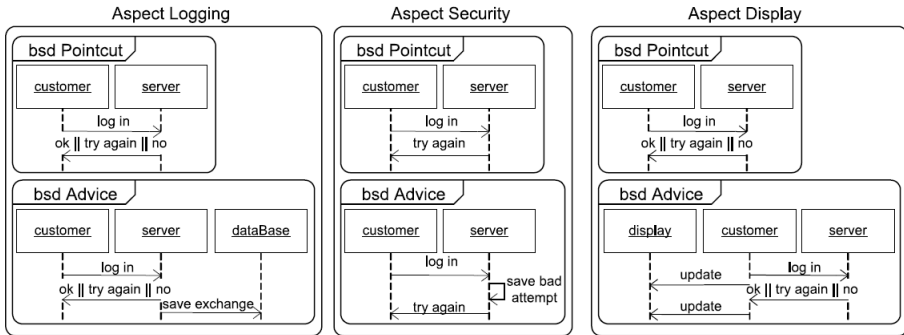 Aspect Logging
bsd Pointcut
customer server
log in
ok || try again || no
bsd Advice
customer server dataBase
log in
ok || try again || no
save exchange
Aspect Security
bsd Pointcut
customer server
log in
try again
bsd Advice
customer server
log in
save bad
attempt
try again
Aspect Display
bsd Pointcut
customer server
log in
ok || try again || no
bsd Advice
display customer server
log in
update
ok || try again || no
update